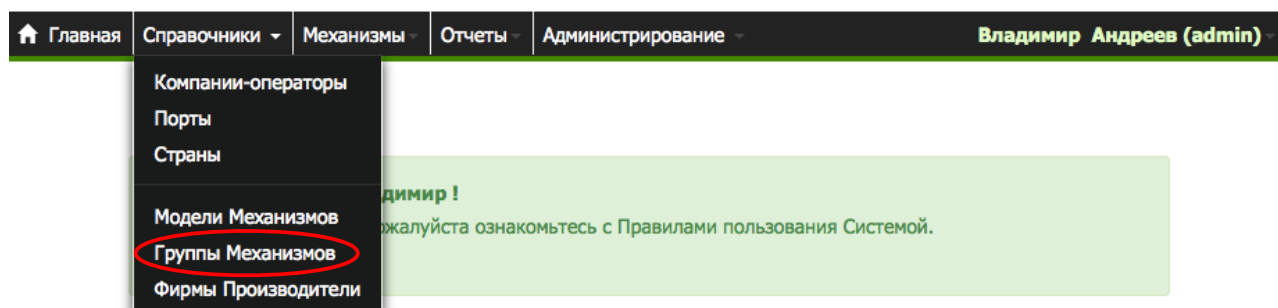 Главная Справочники Механизмы Отчеты Администрирование Владимир Андреев (admin)
Компании-операторы
Порты
Страны
димир !
Модели Механизмов
жалуйста ознакомьтесь с Правилами пользования Системой.
Группы Механизмов
Фирмы Производители